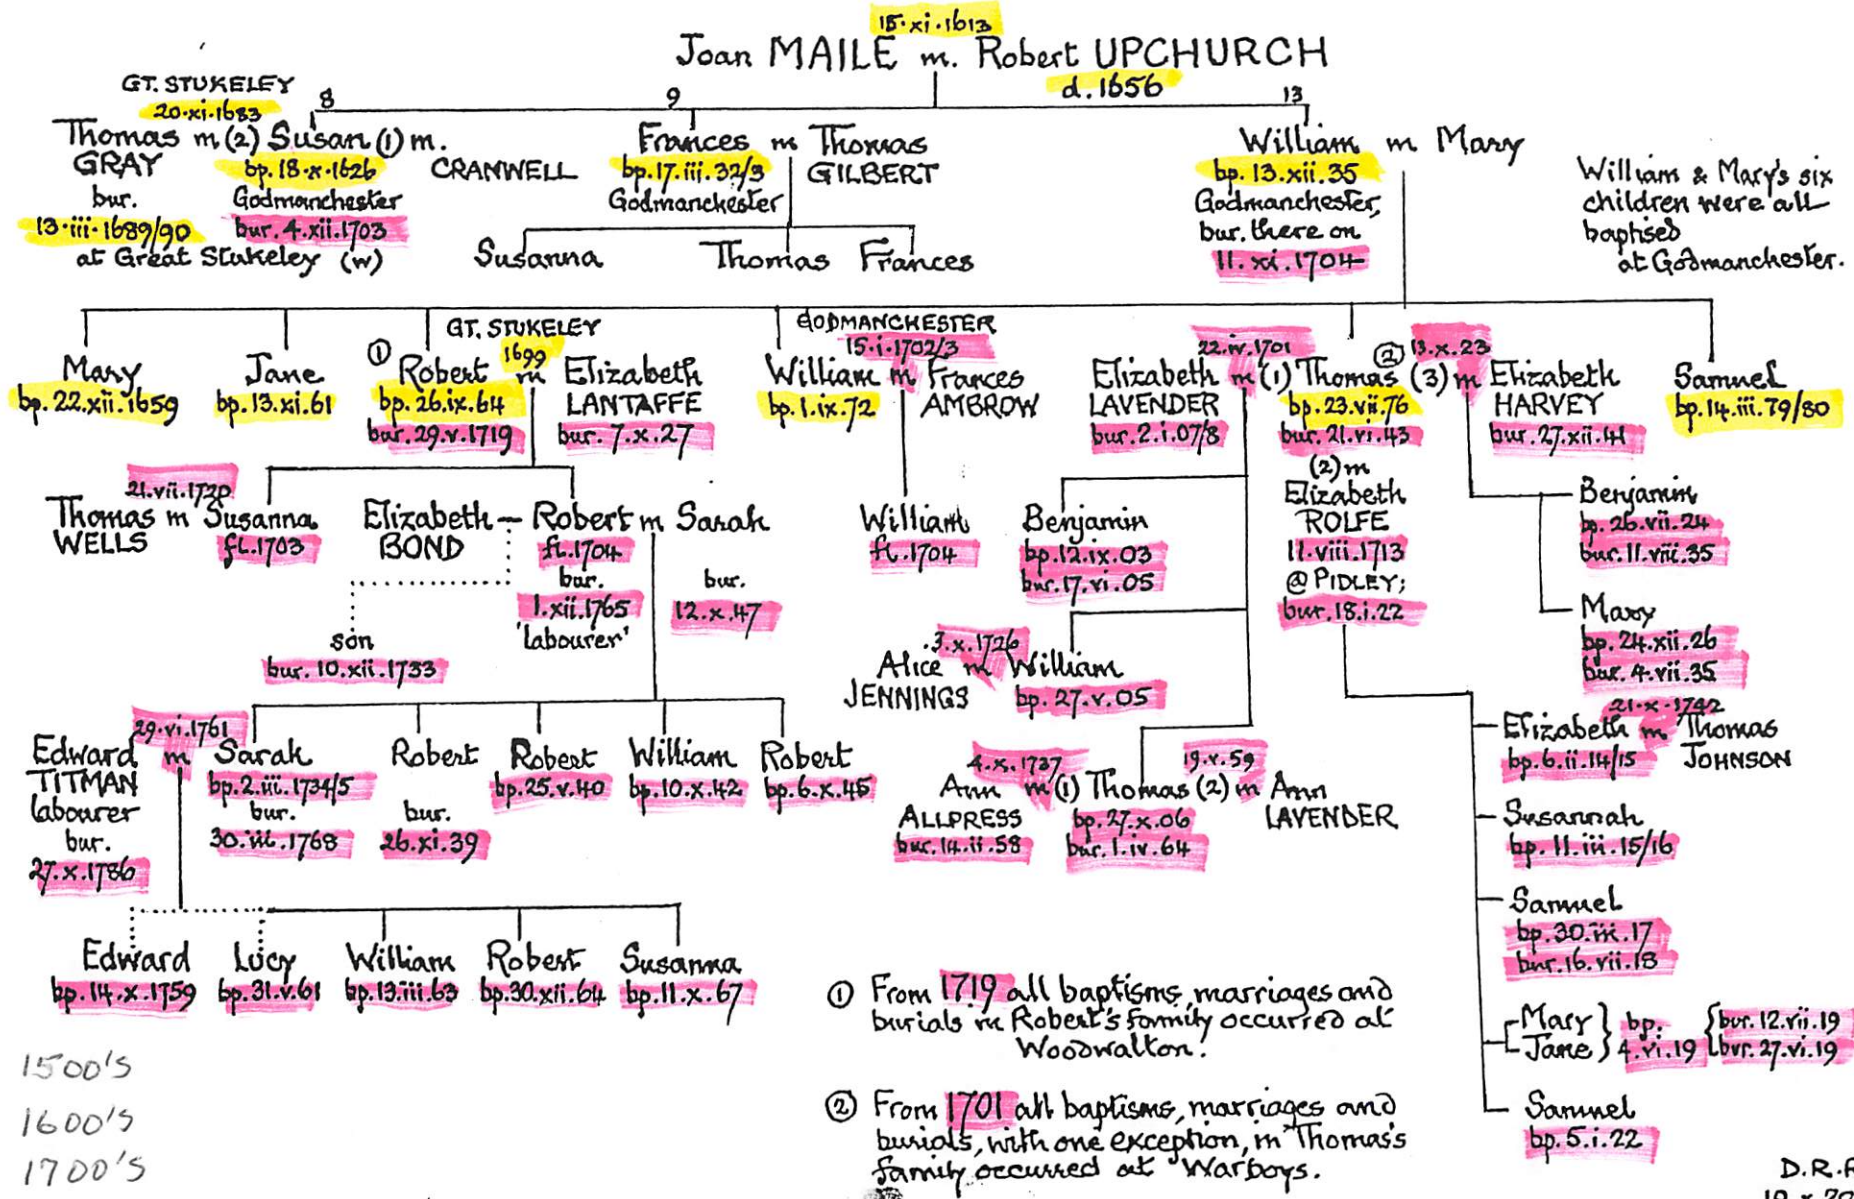 15.xi.1613
Joan MAILE m. Robert UPCHURCH
d.1656
GT. STUKELEY
20.xi.1683
8
9
13
Thomas m (2) Susan (1) m.
GRAY
CRANWELL
bur.
13.iii.1689/90
at Great Stukeley (w)
bp. 18.x.1626
Godmanchester
bur. 4.xii.1703
Frances m Thomas
GILBERT
bp. 17.iii.32/3
Godmanchester
William m Mary
bp. 13.xii.35
Godmanchester,
bur. there on
11.xi.1704
William & Mary's six
children were all
baptised
at Godmanchester.
Susanna
Thomas
Frances
Mary
bp. 22.xii.1659
Jane
bp. 13.xi.61
GT. STUKELEY
1699
① Robert m Elizabeth
LANTAFFE
bp. 26.ix.64
bur. 29.v.1719
bur. 7.x.27
GODMANCHESTER
15.i.1702/3
William m Frances
AMBROW
bp. 1.ix.72
22.iv.1701
13.x.23
Elizabeth m (1) Thomas ② (3) m Elizabeth
LAVENDER
bur. 2.i.07/8
bp. 23.vii.76
bur. 21.vi.43
(2) m
Elizabeth
ROLFE
11.viii.1713
@ PIDLEY;
bur. 18.i.22
HARVEY
bur. 27.xii.41
Samuel
bp. 14.iii.79/80
21.vii.1720
Thomas m Susanna
WELLS
fl. 1703
Elizabeth – Robert m Sarah
BOND
fl. 1704
bur.
1.xii.1765
'labourer'
bur.
12.x.47
son
bur. 10.xii.1733
William
fl. 1704
Benjamin
bp. 12.ix.03
bur. 17.vi.05
3.x.1726
Alice m William
JENNINGS
bp. 27.v.05
Benjamin
bp. 26.vii.24
bur. 11.viii.35
Mary
bp. 24.xii.26
bur. 4.vii.35
21.x.1742
Elizabeth m Thomas
JOHNSON
bp. 6.ii.14/15
29.vi.1761
Edward m Sarah
TITMAN
labourer
bur.
27.x.1786
bp. 2.iii.1734/5
bur.
30.iii.1768
Robert
bur.
26.xi.39
Robert
bp. 25.v.40
William
bp. 10.x.42
Robert
bp. 6.x.45
4.x.1737
19.v.59
Ann m (1) Thomas (2) m Ann
ALLPRESS
bur. 14.ii.58
bp. 27.x.06
bur. 1.iv.64
LAVENDER
Susannah
bp. 11.iii.15/16
Samuel
bp. 30.iii.17
bur. 16.vii.18
Mary } bp. { bur. 12.vii.19
Jane } 4.vi.19 { bur. 27.vi.19
Samuel
bp. 5.i.22
Edward
bp. 14.x.1759
Lucy
bp. 31.v.61
William
bp. 13.iii.63
Robert
bp. 30.xii.64
Susanna
bp. 11.x.67
① From 1719 all baptisms, marriages and
burials in Robert's family occurred at
Woodwalton.
② From 1701 all baptisms, marriages and
burials, with one exception, in Thomas's
family occurred at Warboys.
1500's
1600's
1700's